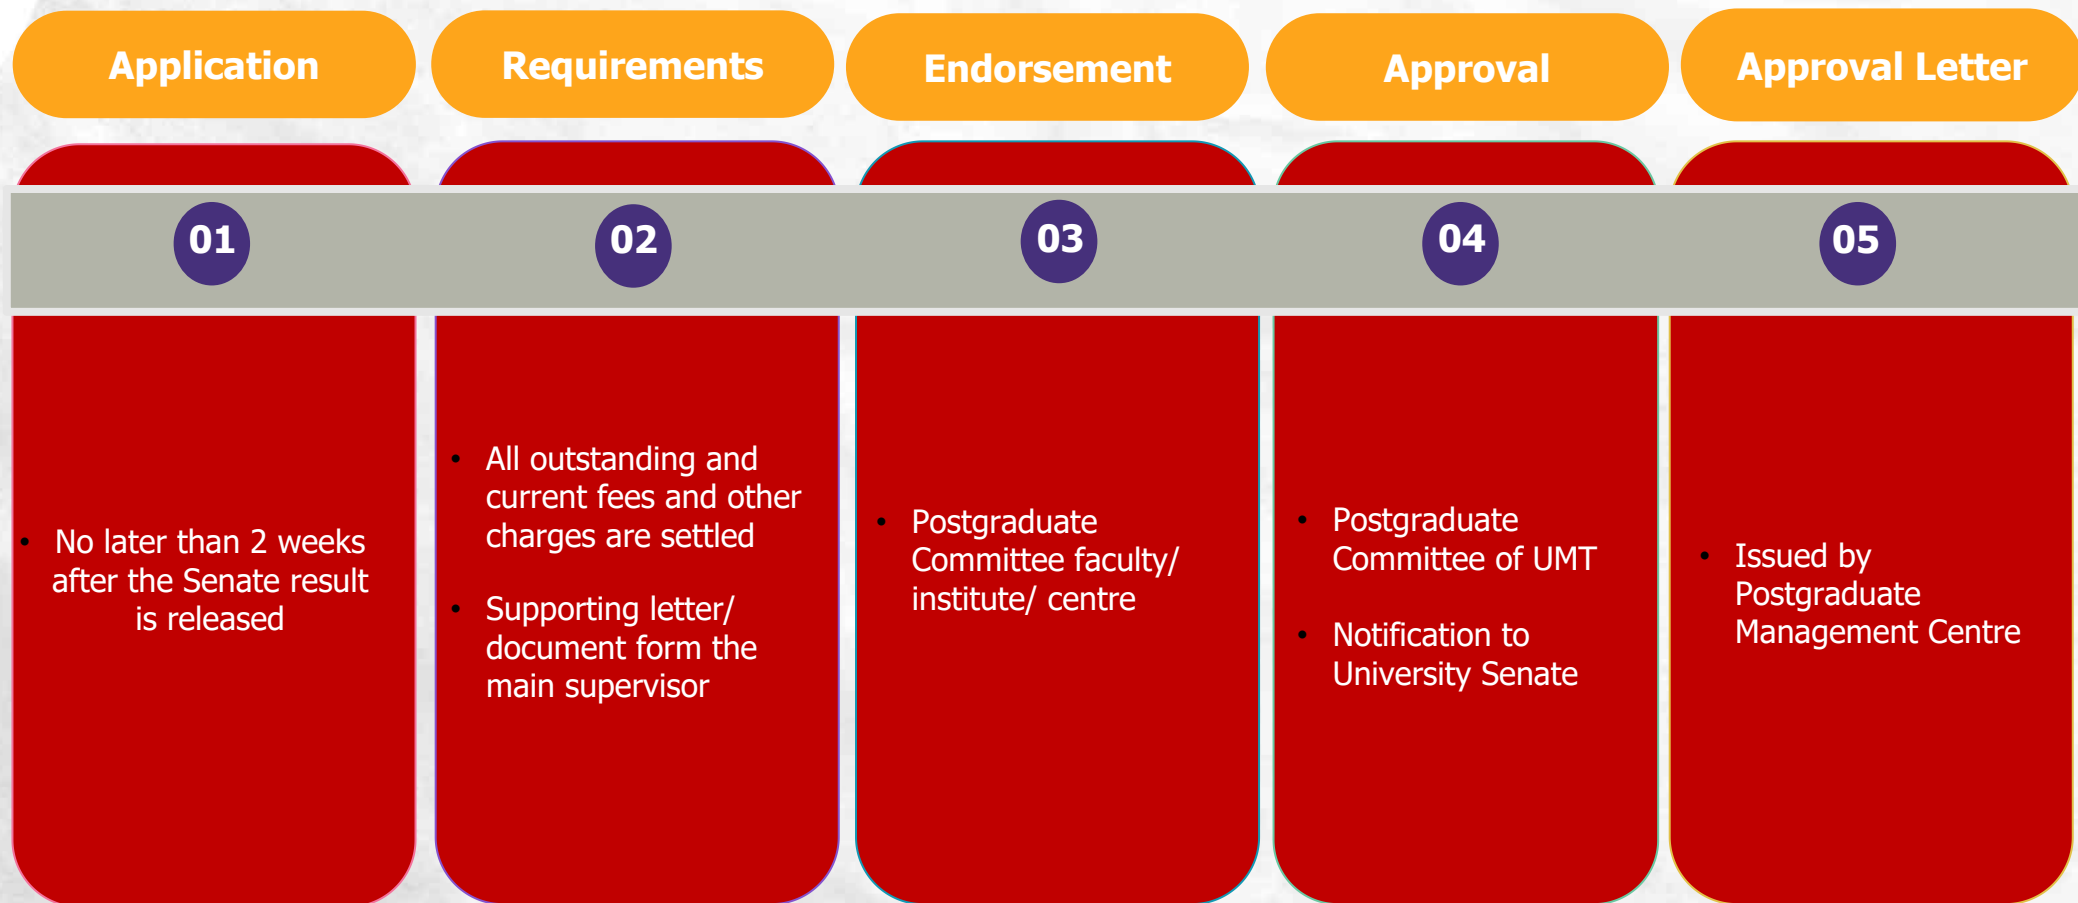 Application
Requirements
Endorsement
Approval
Approval Letter
01
02
03
04
05
• No later than 2 weeks
after the Senate result
is released
• All outstanding and
current fees and other
charges are settled
• Supporting letter/
document form the
main supervisor
• Postgraduate
Committee faculty/
institute/ centre
• Postgraduate
Committee of UMT
• Notification to
University Senate
• Issued by
Postgraduate
Management Centre